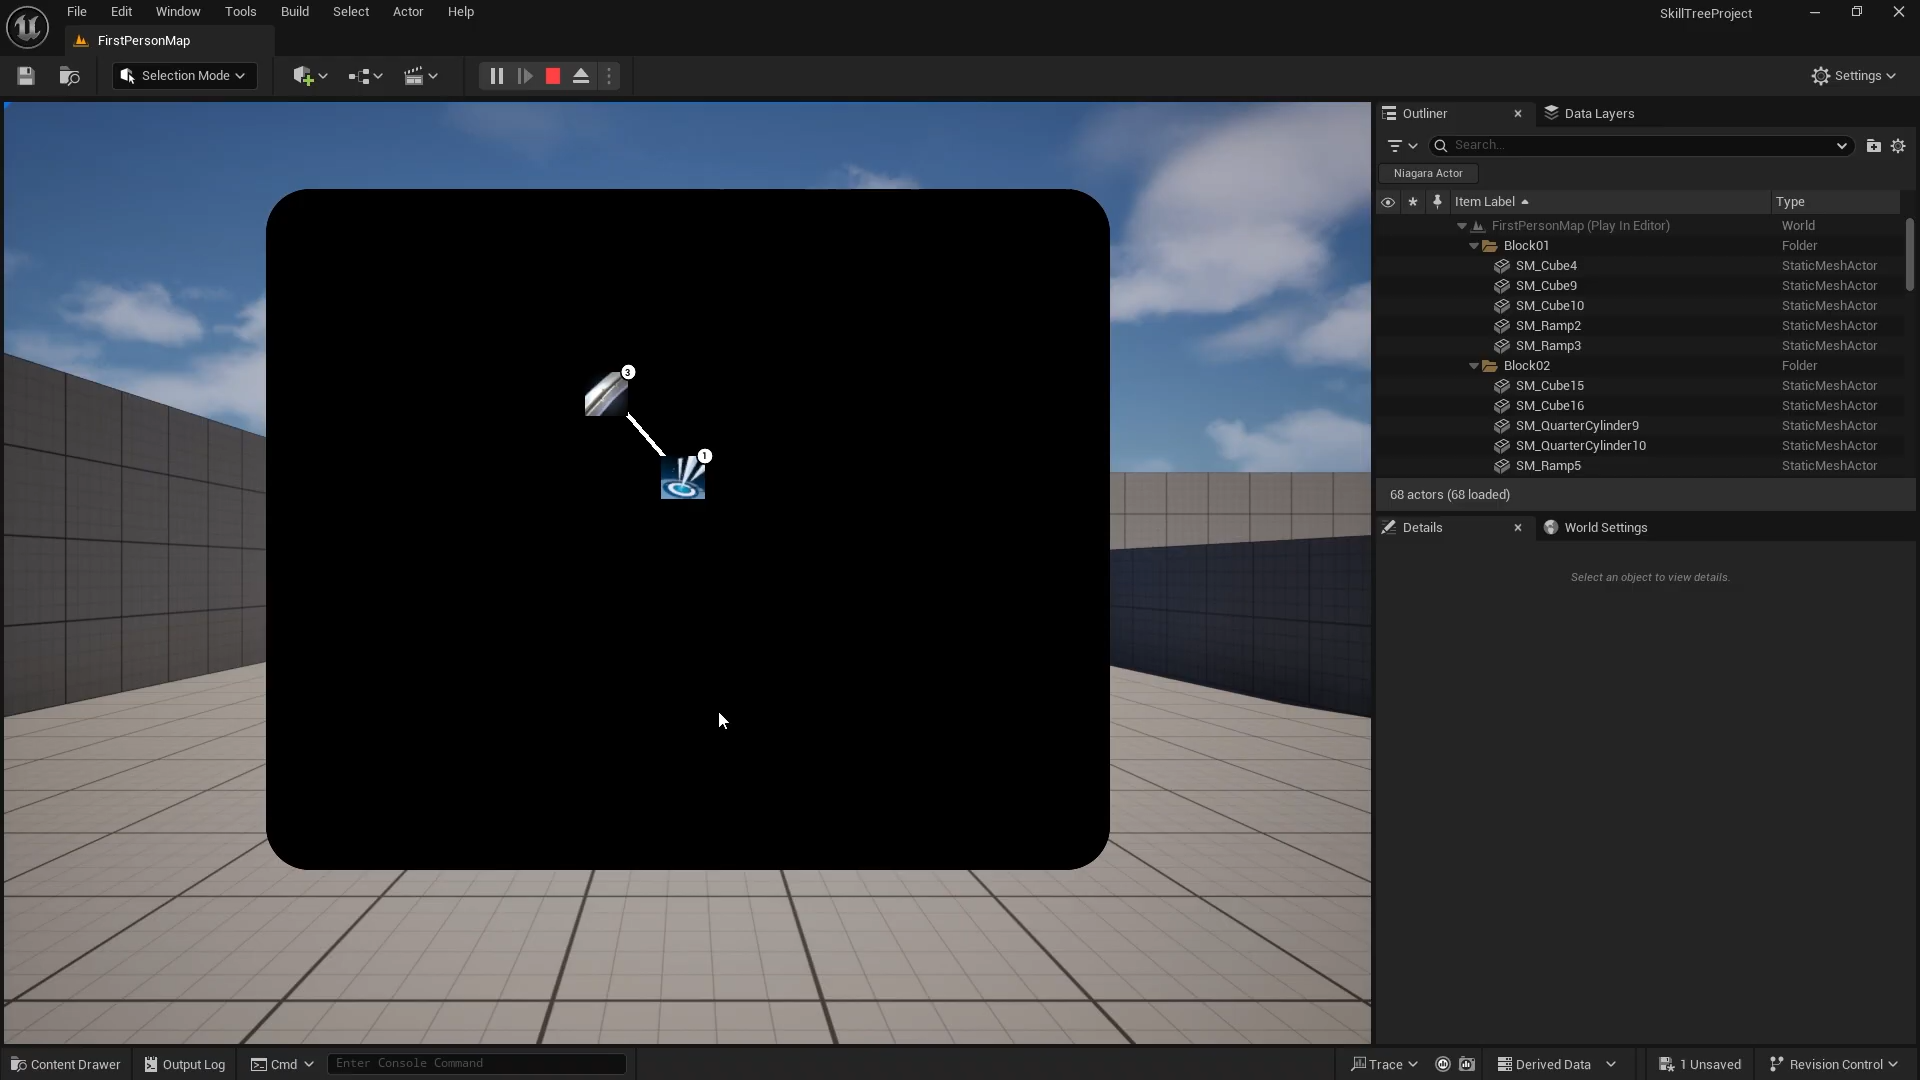 File Edit Window Tools Build Select Actor Help
SkillTreeProject
FirstPersonMap
Selection Mode
Settings
3
1
Outliner
Data Layers
Search...
Niagara Actor
Item Label Type
FirstPersonMap (Play In Editor) World
Block01 Folder
SM_Cube4 StaticMeshActor
SM_Cube9 StaticMeshActor
SM_Cube10 StaticMeshActor
SM_Ramp2 StaticMeshActor
SM_Ramp3 StaticMeshActor
Block02 Folder
SM_Cube15 StaticMeshActor
SM_Cube16 StaticMeshActor
SM_QuarterCylinder9 StaticMeshActor
SM_QuarterCylinder10 StaticMeshActor
SM_Ramp5 StaticMeshActor
68 actors (68 loaded)
Details
World Settings
Select an object to view details.
Content Drawer Output Log Cmd Enter Console Command Trace Derived Data 1 Unsaved Revision Control